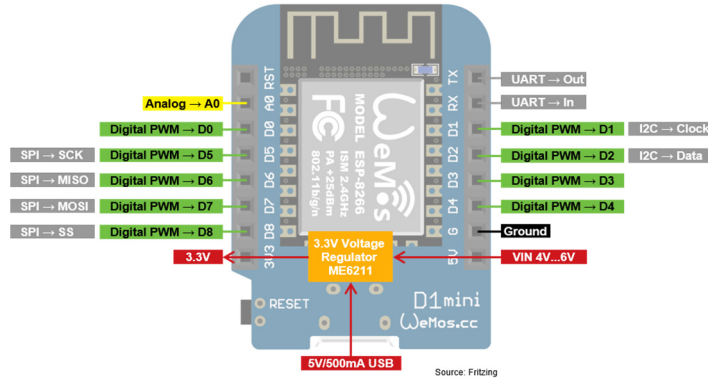 RST
TX
UART → Out
Analog → A0
A0
RX
UART → In
Digital PWM → D0
D0
D1
Digital PWM → D1
I2C → Clock
SPI → SCK
Digital PWM → D5
D5
D2
Digital PWM → D2
I2C → Data
SPI → MISO
Digital PWM → D6
D6
D3
Digital PWM → D3
SPI → MOSI
Digital PWM → D7
D7
D4
Digital PWM → D4
SPI → SS
Digital PWM → D8
D8
G
Ground
3.3V
3V3
5V
VIN 4V...6V
WeMos
MODEL ESP-8266
FC
ISM 2.4GHz
PA +25dBm
802.11b/g/n
3.3V Voltage
Regulator
ME6211
RESET
D1mini
WeMos.cc
5V/500mA USB
Source: Fritzing